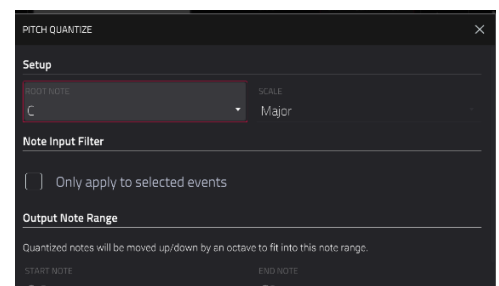 PITCH QUANTIZE
Setup
ROOT NOTE SCALE
C Major
Note Input Filter
Only apply to selected events
Output Note Range
Quantized notes will be moved up/down by an octave to fit into this note range.
START NOTE END NOTE